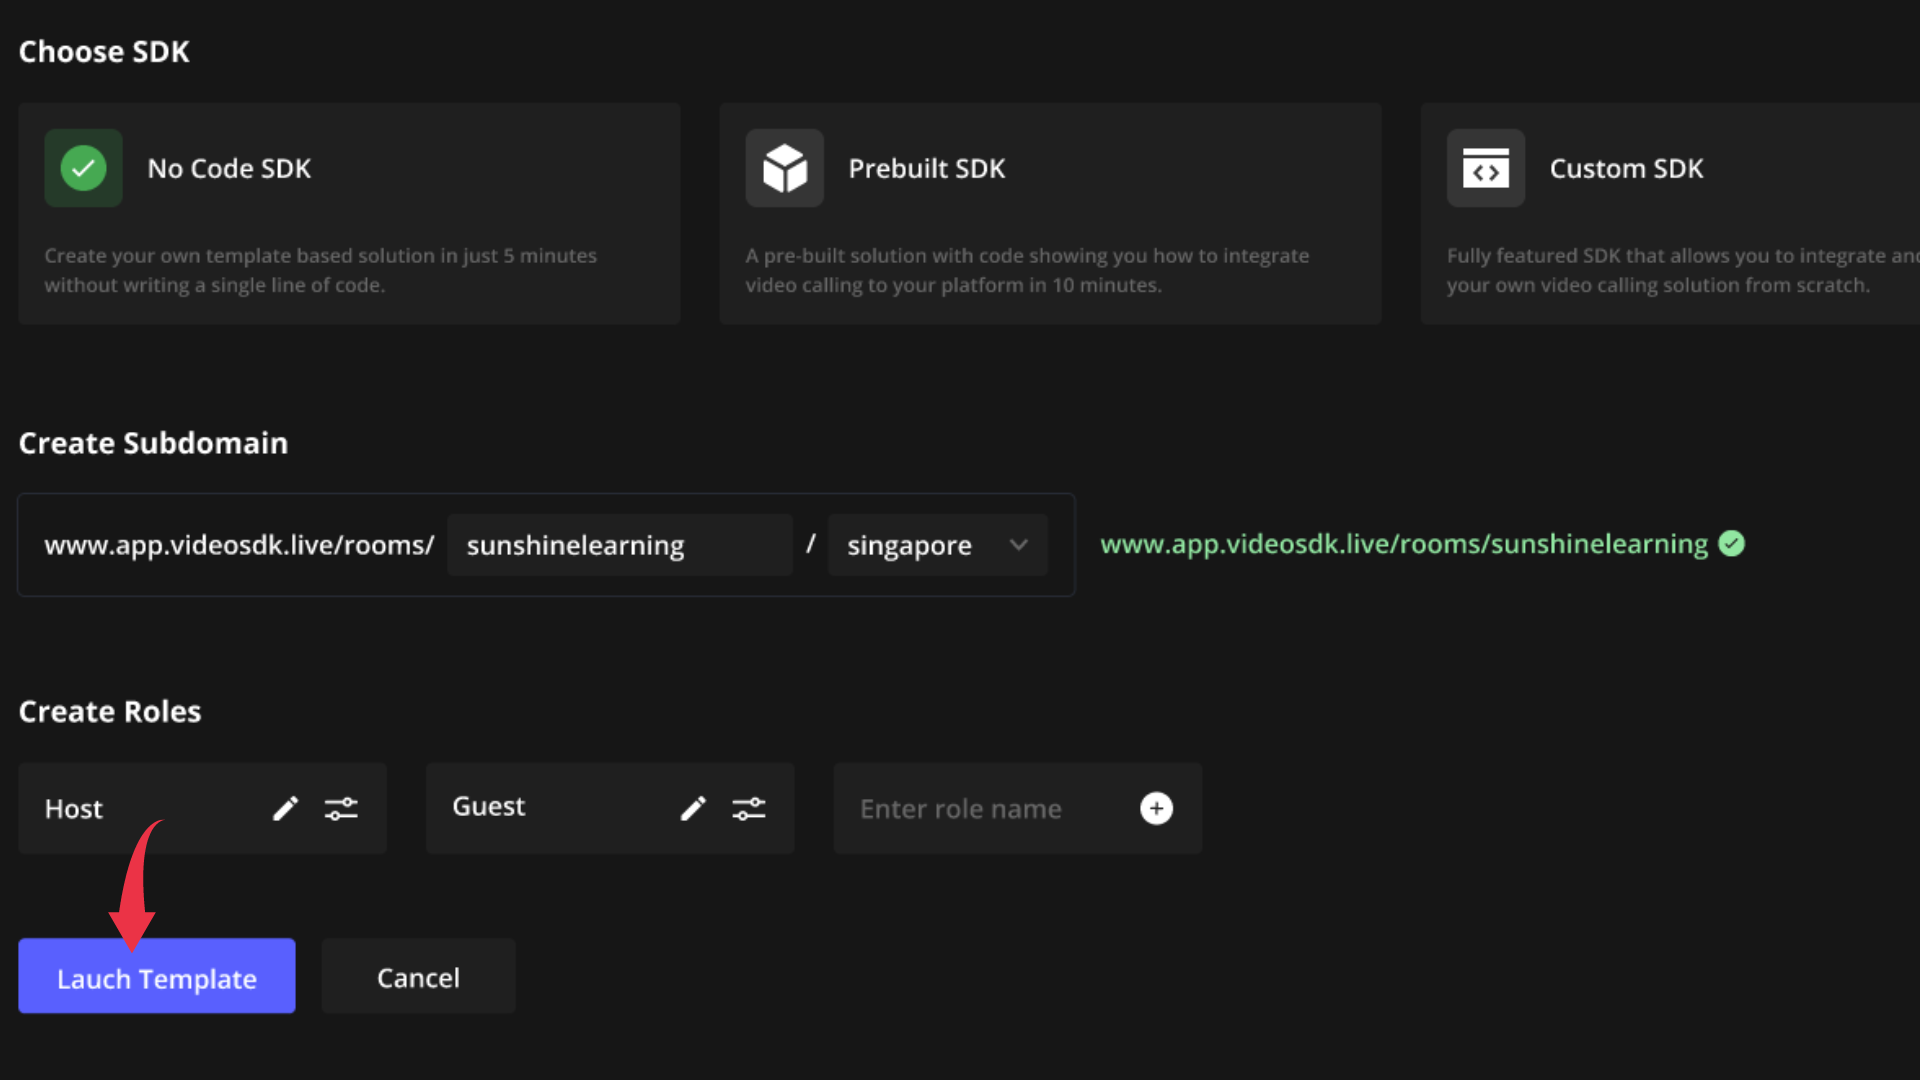 Choose SDK
No Code SDK
Create your own template based solution in just 5 minutes
without writing a single line of code.
Prebuilt SDK
A pre-built solution with code showing you how to integrate
video calling to your platform in 10 minutes.
Custom SDK
Fully featured SDK that allows you to integrate
your own video calling solution from scratch.
Create Subdomain
www.app.videosdk.live/rooms/ sunshinelearning / singapore
www.app.videosdk.live/rooms/sunshinelearning
Create Roles
Host
Guest
Enter role name
Lauch Template
Cancel